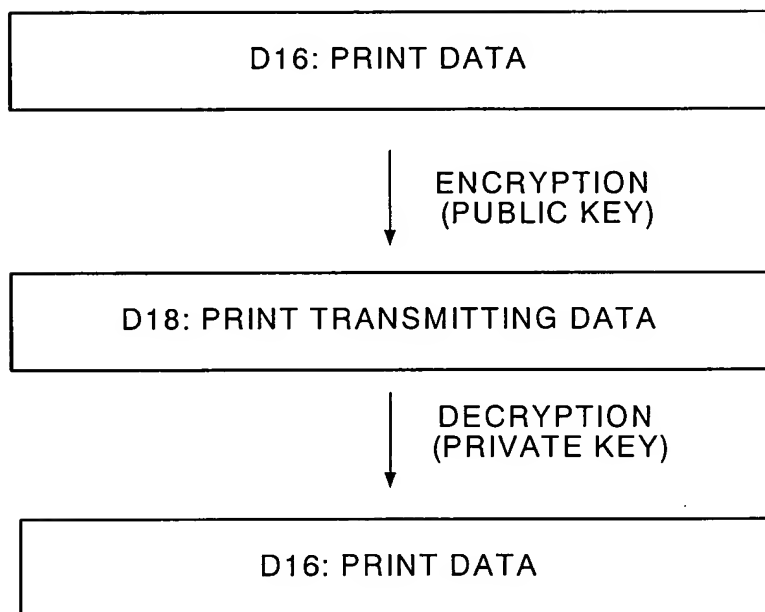 D16: PRINT DATA
ENCRYPTION
(PUBLIC KEY)
D18: PRINT TRANSMITTING DATA
DECRYPTION
(PRIVATE KEY)
D16: PRINT DATA